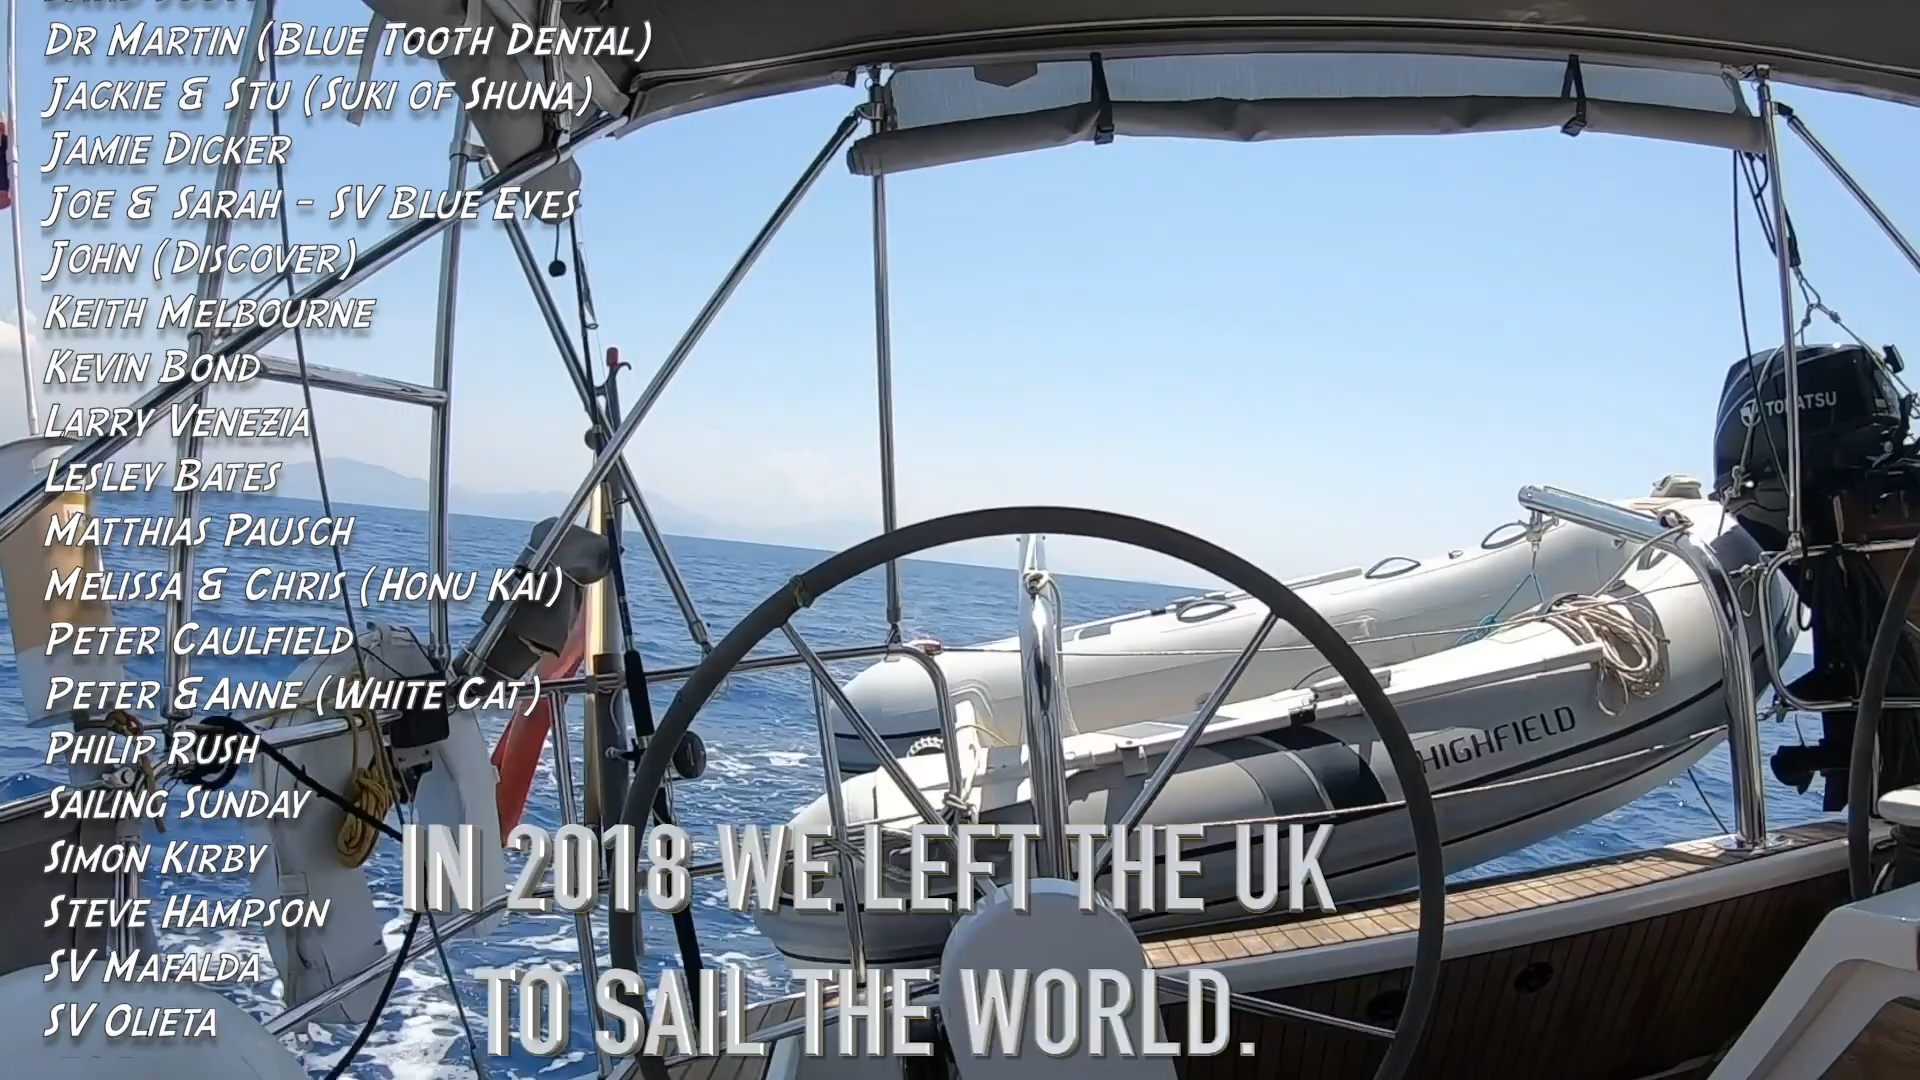 Dr Martin (Blue Tooth Dental)
Jackie & Stu (Suki of Shuna)
Jamie Dicker
Joe & Sarah - SV Blue Eyes
John (Discover)
Keith Melbourne
Kevin Bond
Larry Venezia
Lesley Bates
Matthias Pausch
Melissa & Chris (Honu Kai)
Peter Caulfield
Peter & Anne (White Cat)
Philip Rush
Sailing Sunday
Simon Kirby
Steve Hampson
SV Mafalda
SV Olieta
TOHATSU
HIGHFIELD
IN 2018 WE LEFT THE UK
TO SAIL THE WORLD.